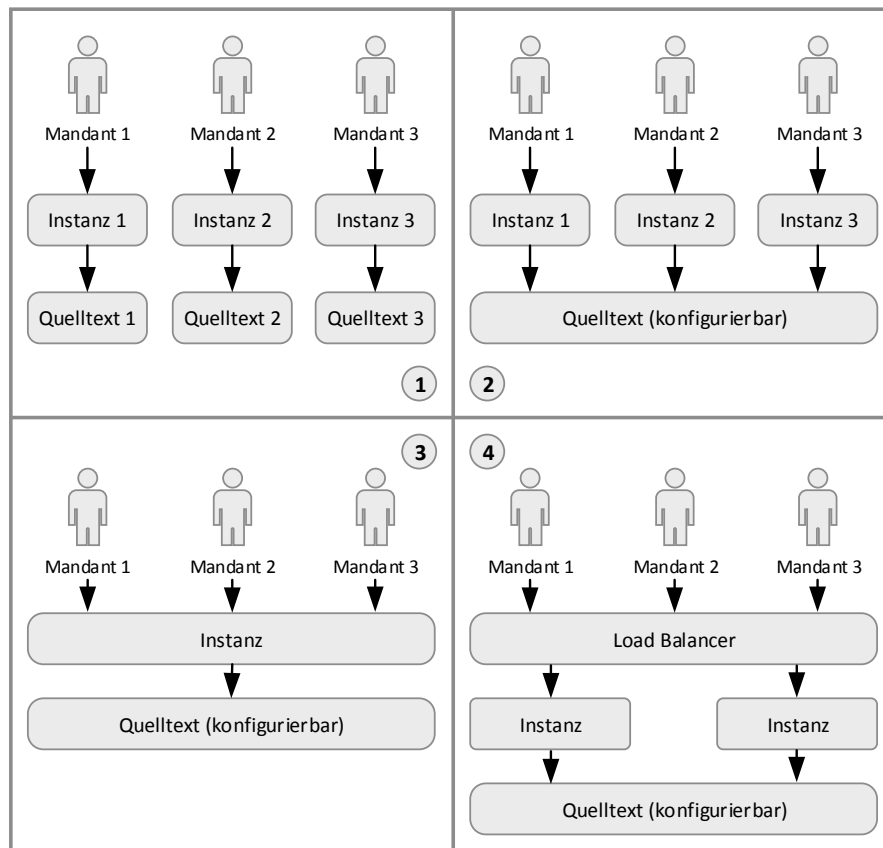 Mandant 1 Mandant 2 Mandant 3
Instanz 1 Instanz 2 Instanz 3
Quelltext 1 Quelltext 2 Quelltext 3
1
Mandant 1 Mandant 2 Mandant 3
Instanz 1 Instanz 2 Instanz 3
Quelltext (konfigurierbar)
2
3
Mandant 1 Mandant 2 Mandant 3
Instanz
Quelltext (konfigurierbar)
4
Mandant 1 Mandant 2 Mandant 3
Load Balancer
Instanz Instanz
Quelltext (konfigurierbar)